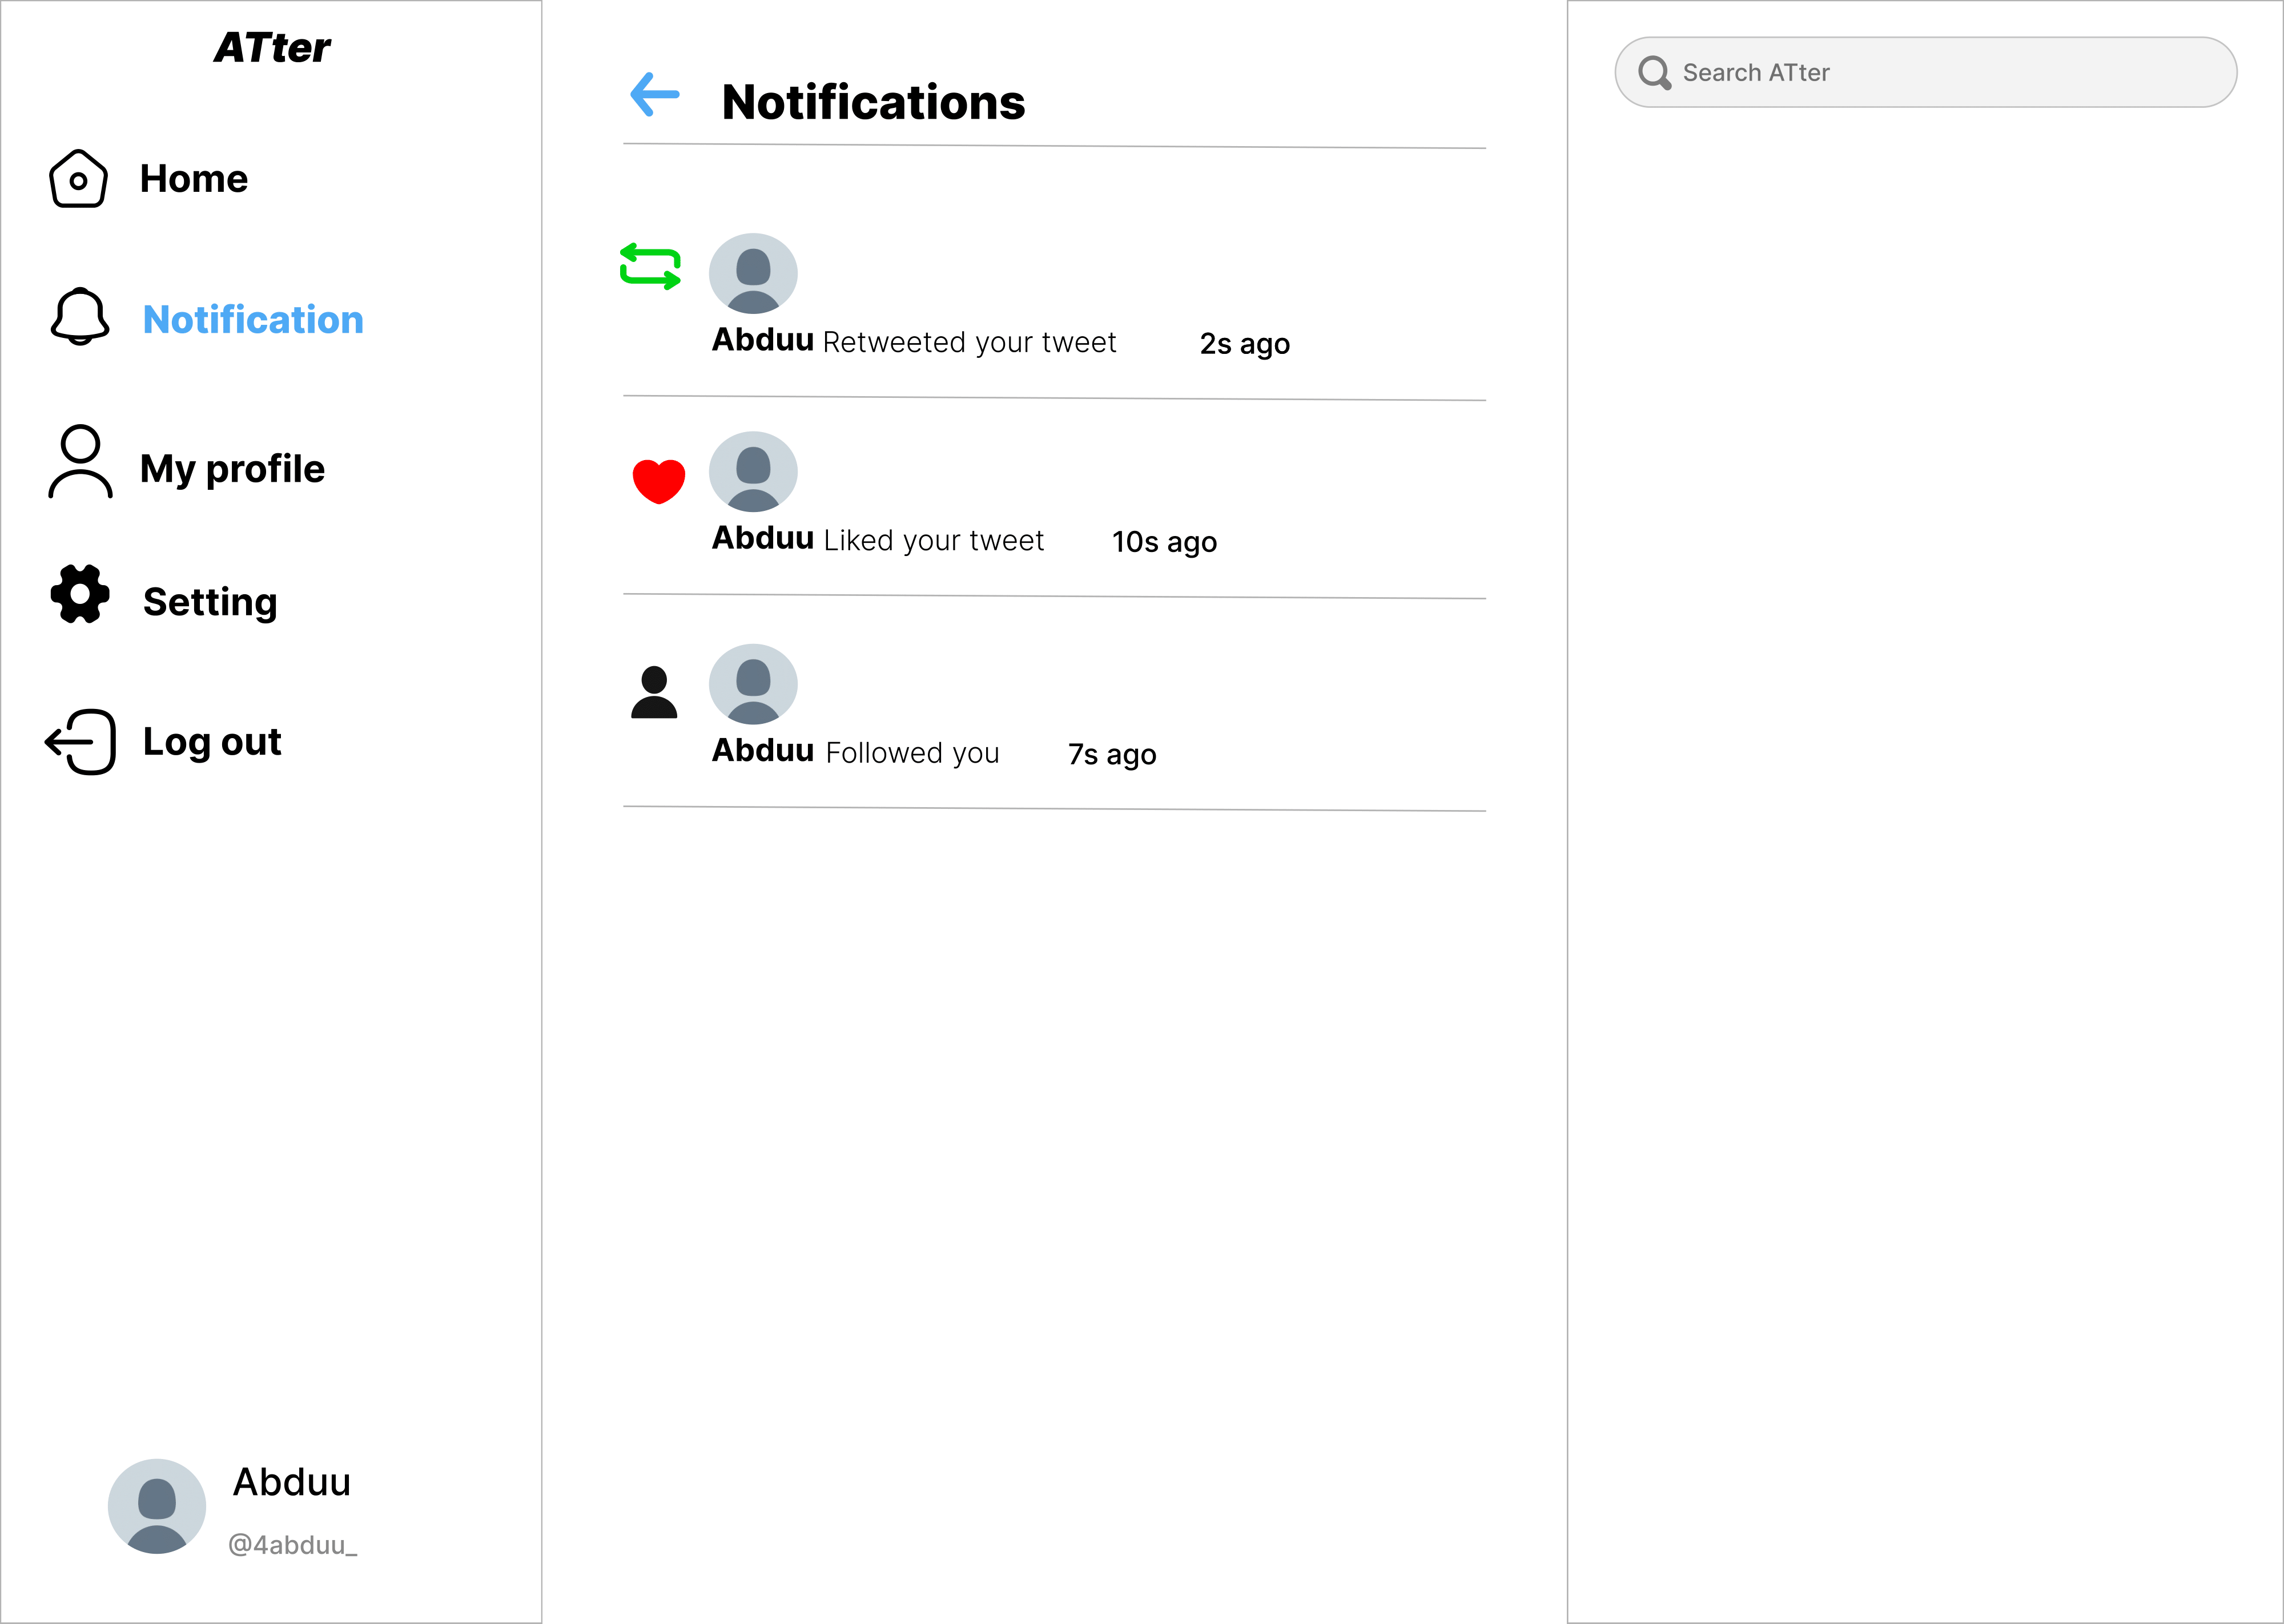 ATter
Home
Notification
My profile
Setting
Log out
Abduu
@4abduu_
Notifications
Abduu Retweeted your tweet 2s ago
Abduu Liked your tweet 10s ago
Abduu Followed you 7s ago
Search ATter